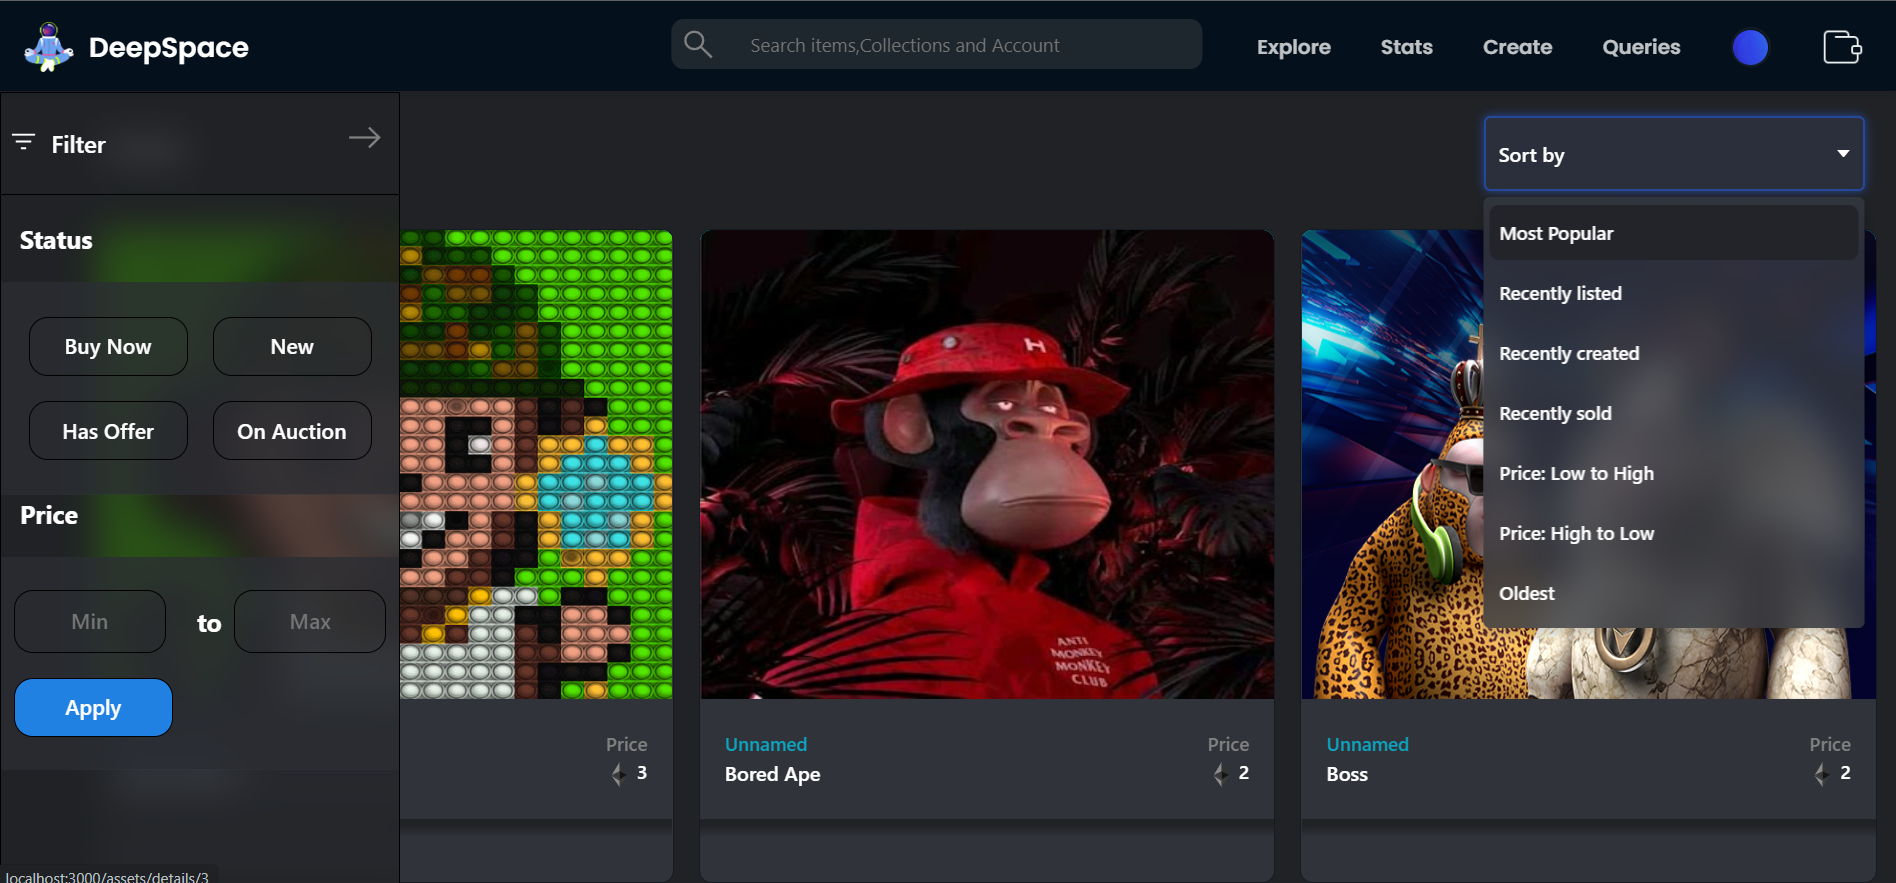 DeepSpace
Search items,Collections and Account
Explore
Stats
Create
Queries
Filter
Sort by
Status
Most Popular
Recently listed
Buy Now
New
Recently created
Has Offer
On Auction
Recently sold
Price: Low to High
Price
Price: High to Low
Min
to
Max
Oldest
H
ANTI
MONKEY
MONKEY
CLUB
Apply
Price
3
Unnamed
Price
Bored Ape
2
Unnamed
Price
Boss
2
localhost:3000/assets/details/3